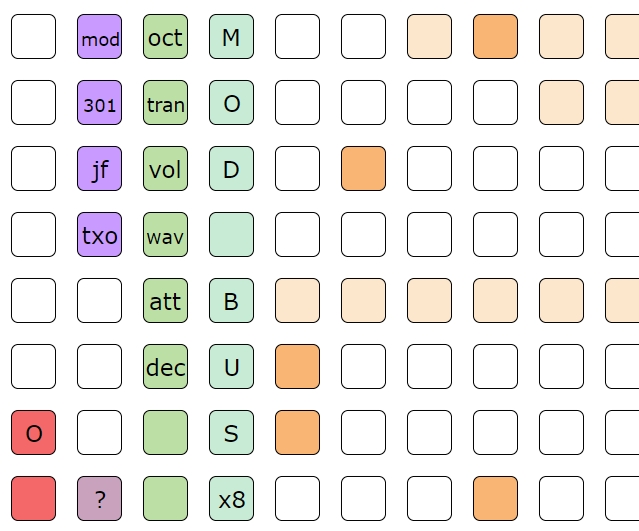 mod oct M
301 tran O
jf vol D
txo wav
att B
dec U
O S
? x8